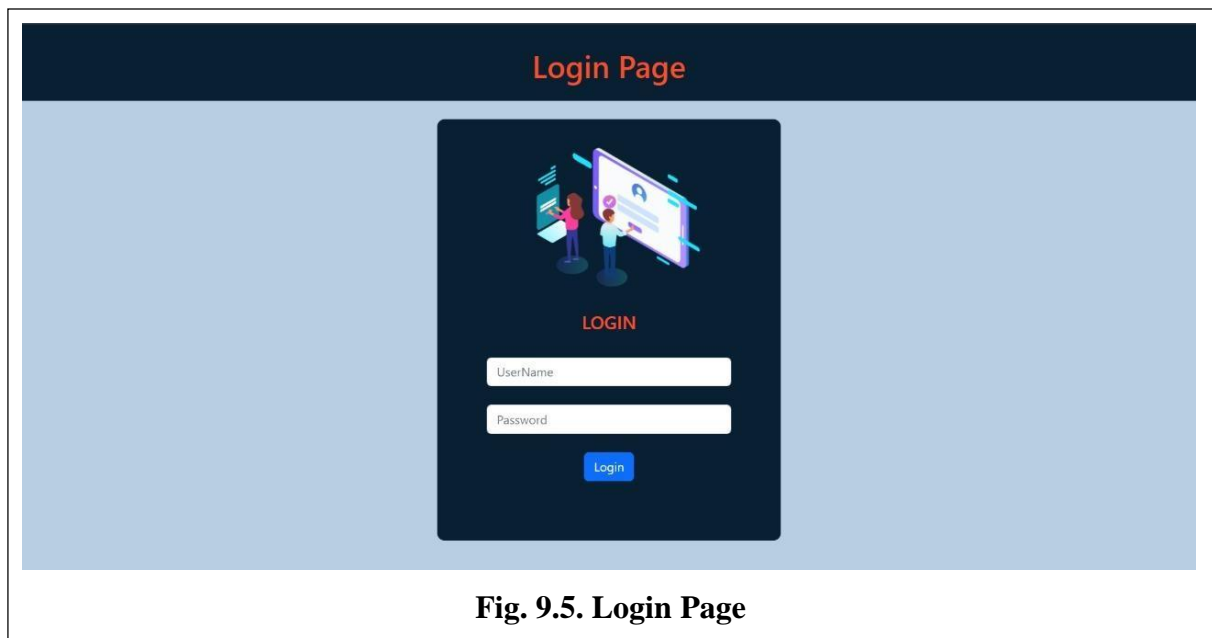 Login Page
LOGIN
UserName
Password
Login
Fig. 9.5. Login Page